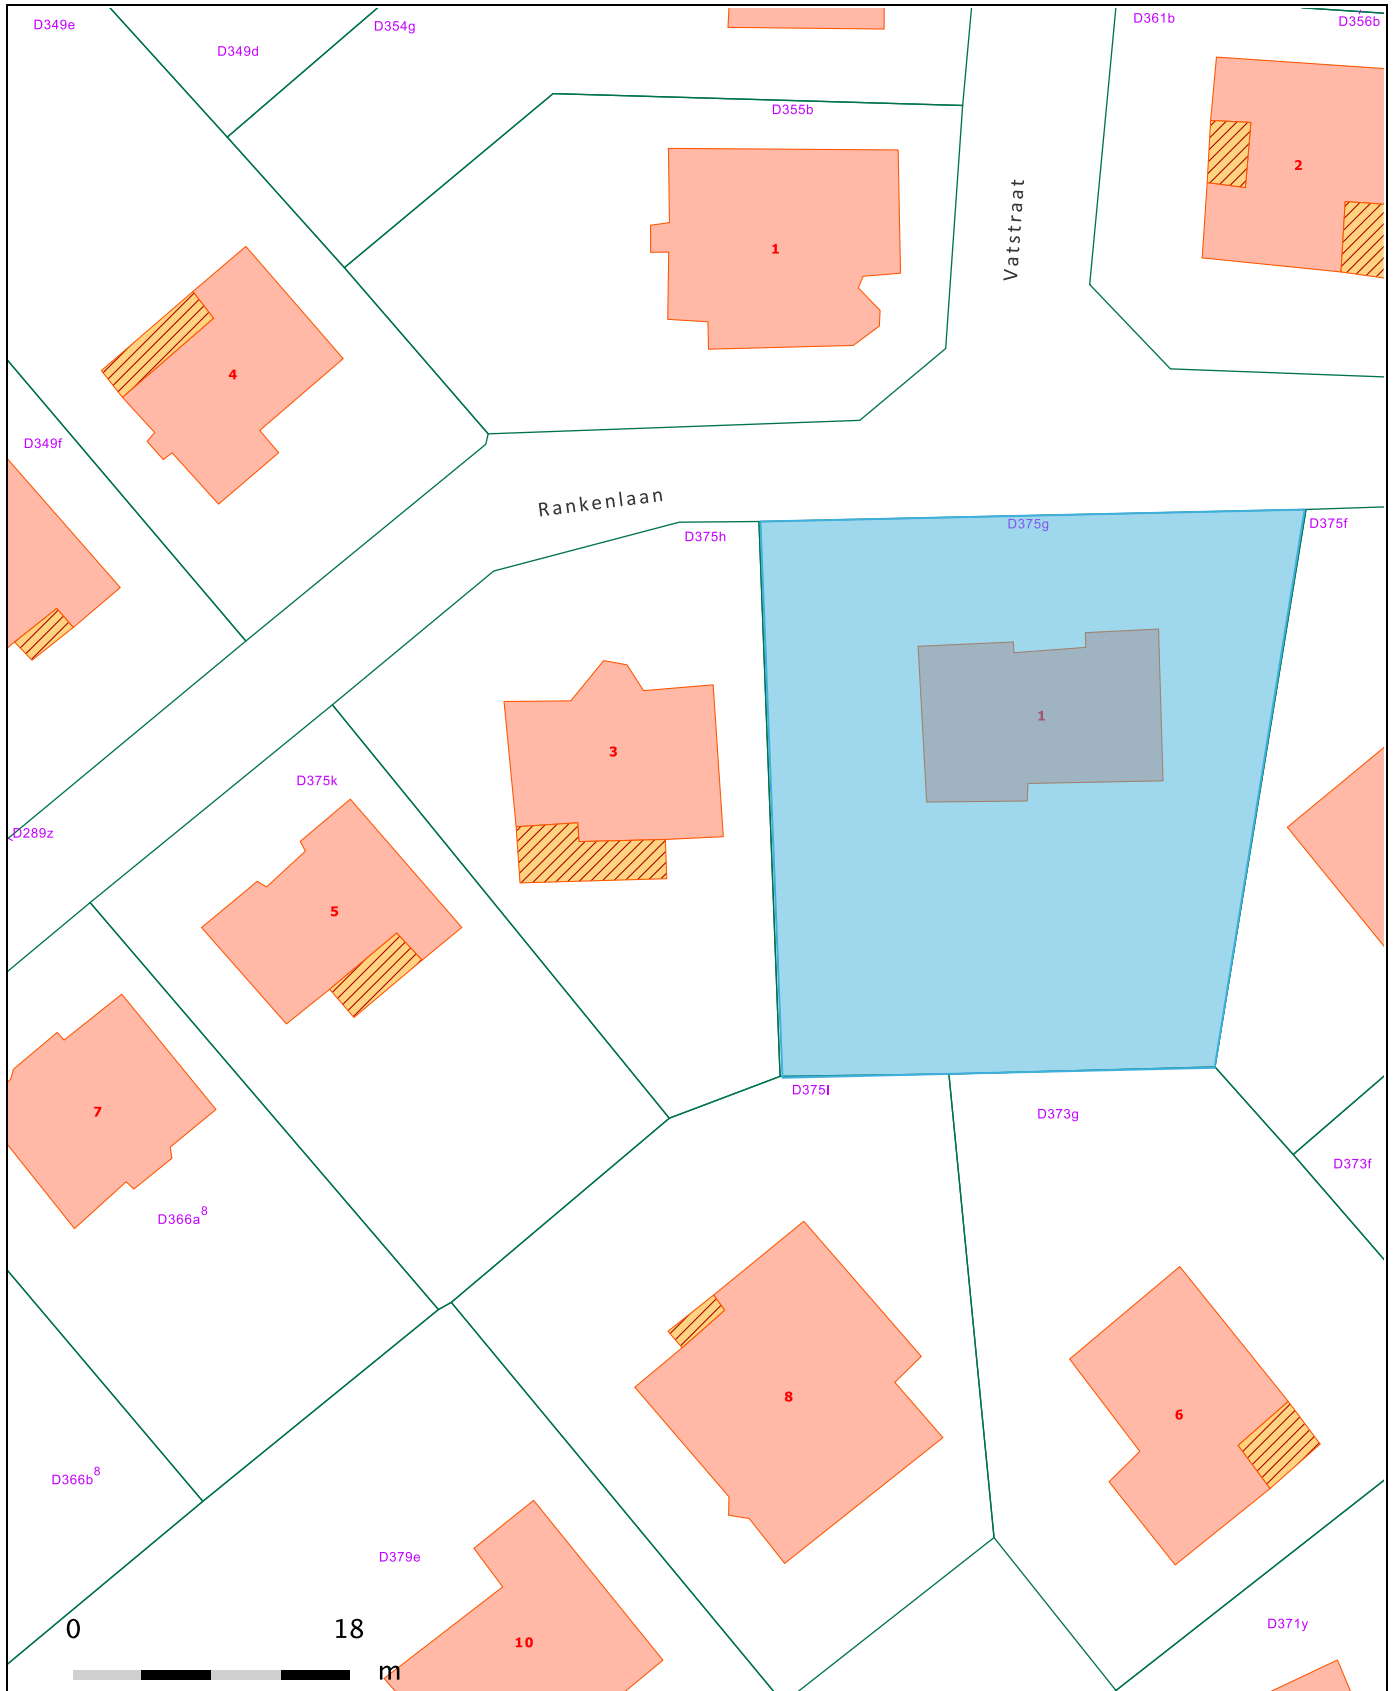 D349e
D349d
D354g
D361b
D356b
D355b
2
1
Vatstraat
4
D349f
Rankenlaan
D375h
D375g
D375f
1
3
D375k
D289z
5
D375l
7
D373g
D373f
D366a8
8
6
D366b8
D379e
10
D371y
0 18
m